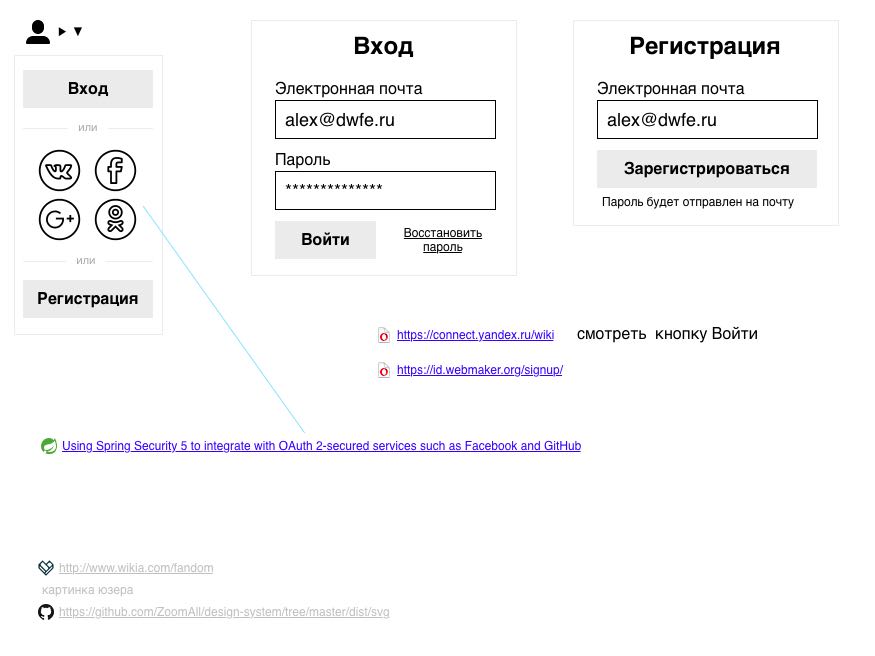 Вход
или
или
Регистрация
Вход
Электронная почта
alex@dwfe.ru
Пароль
**************
Войти
Восстановить
пароль
Регистрация
Электронная почта
alex@dwfe.ru
Зарегистрироваться
Пароль будет отправлен на почту
https://connect.yandex.ru/wiki смотреть кнопку Войти
https://id.webmaker.org/signup/
Using Spring Security 5 to integrate with OAuth 2-secured services such as Facebook and GitHub
http://www.wikia.com/fandom
картинка юзера
https://github.com/ZoomAll/design-system/tree/master/dist/svg